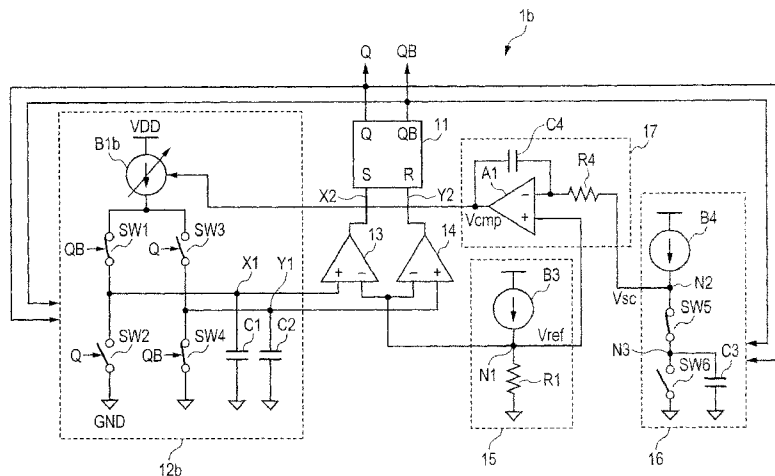 1b
Q QB
Q QB
11
S R
VDD
B1b
X2 Y2
C4
17
A1
R4
Vcmp
B4
QB SW1
Q SW3
13
14
X1
Y1
B3
N2
Vsc
SW5
Q SW2
QB SW4
C1
C2
Vref
N3
C3
N1
R1
SW6
GND
12b
15
16
+ −
− +
−
+